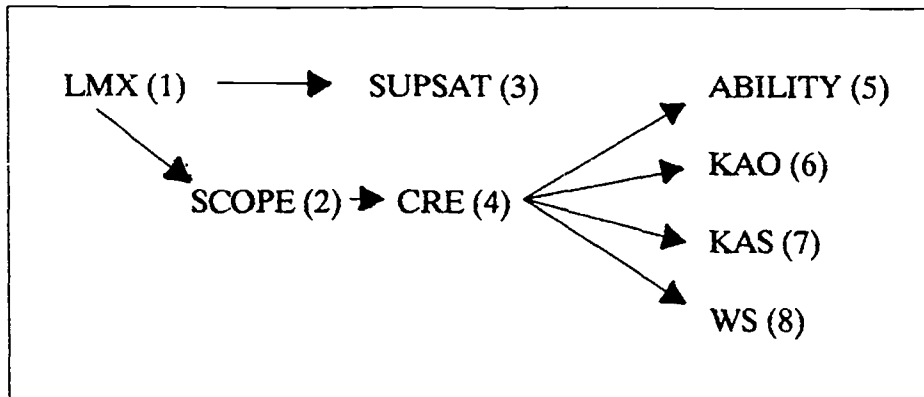 LMX (1) SUPSAT (3) ABILITY (5)
KAO (6)
SCOPE (2) CRE (4)
KAS (7)
WS (8)